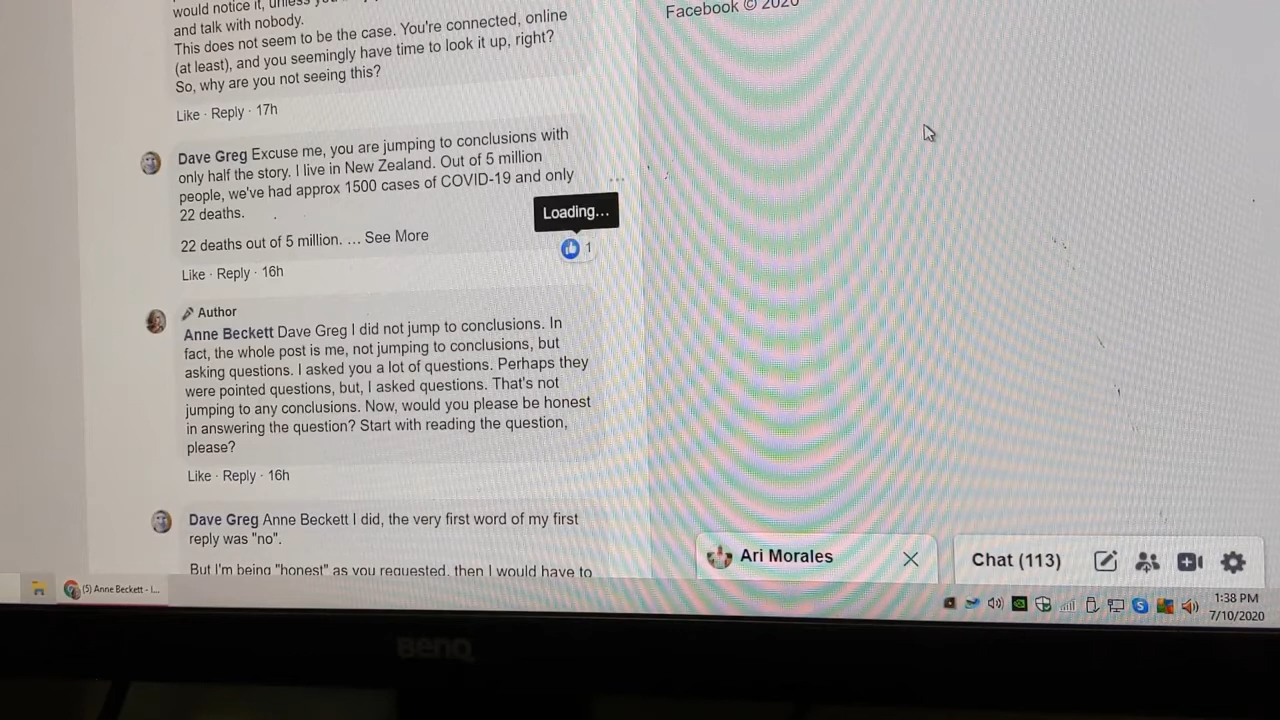 would notice it, unless you
and talk with nobody.
This does not seem to be the case. You're connected, online
(at least), and you seemingly have time to look it up, right?
So, why are you not seeing this?
Like · Reply · 17h
Dave Greg Excuse me, you are jumping to conclusions with
only half the story. I live in New Zealand. Out of 5 million
people, we've had approx 1500 cases of COVID-19 and only
22 deaths.
22 deaths out of 5 million. ... See More
Loading...
1
Like · Reply · 16h
Author
Anne Beckett Dave Greg I did not jump to conclusions. In
fact, the whole post is me, not jumping to conclusions, but
asking questions. I asked you a lot of questions. Perhaps they
were pointed questions, but, I asked questions. That's not
jumping to any conclusions. Now, would you please be honest
in answering the question? Start with reading the question,
please?
Like · Reply · 16h
Dave Greg Anne Beckett I did, the very first word of my first
reply was "no".
But I'm being "honest" as you requested, then I would have to
Facebook © 2020
Ari Morales
Chat (113)
(5) Anne Beckett - I...
1:38 PM
7/10/2020
BenQ